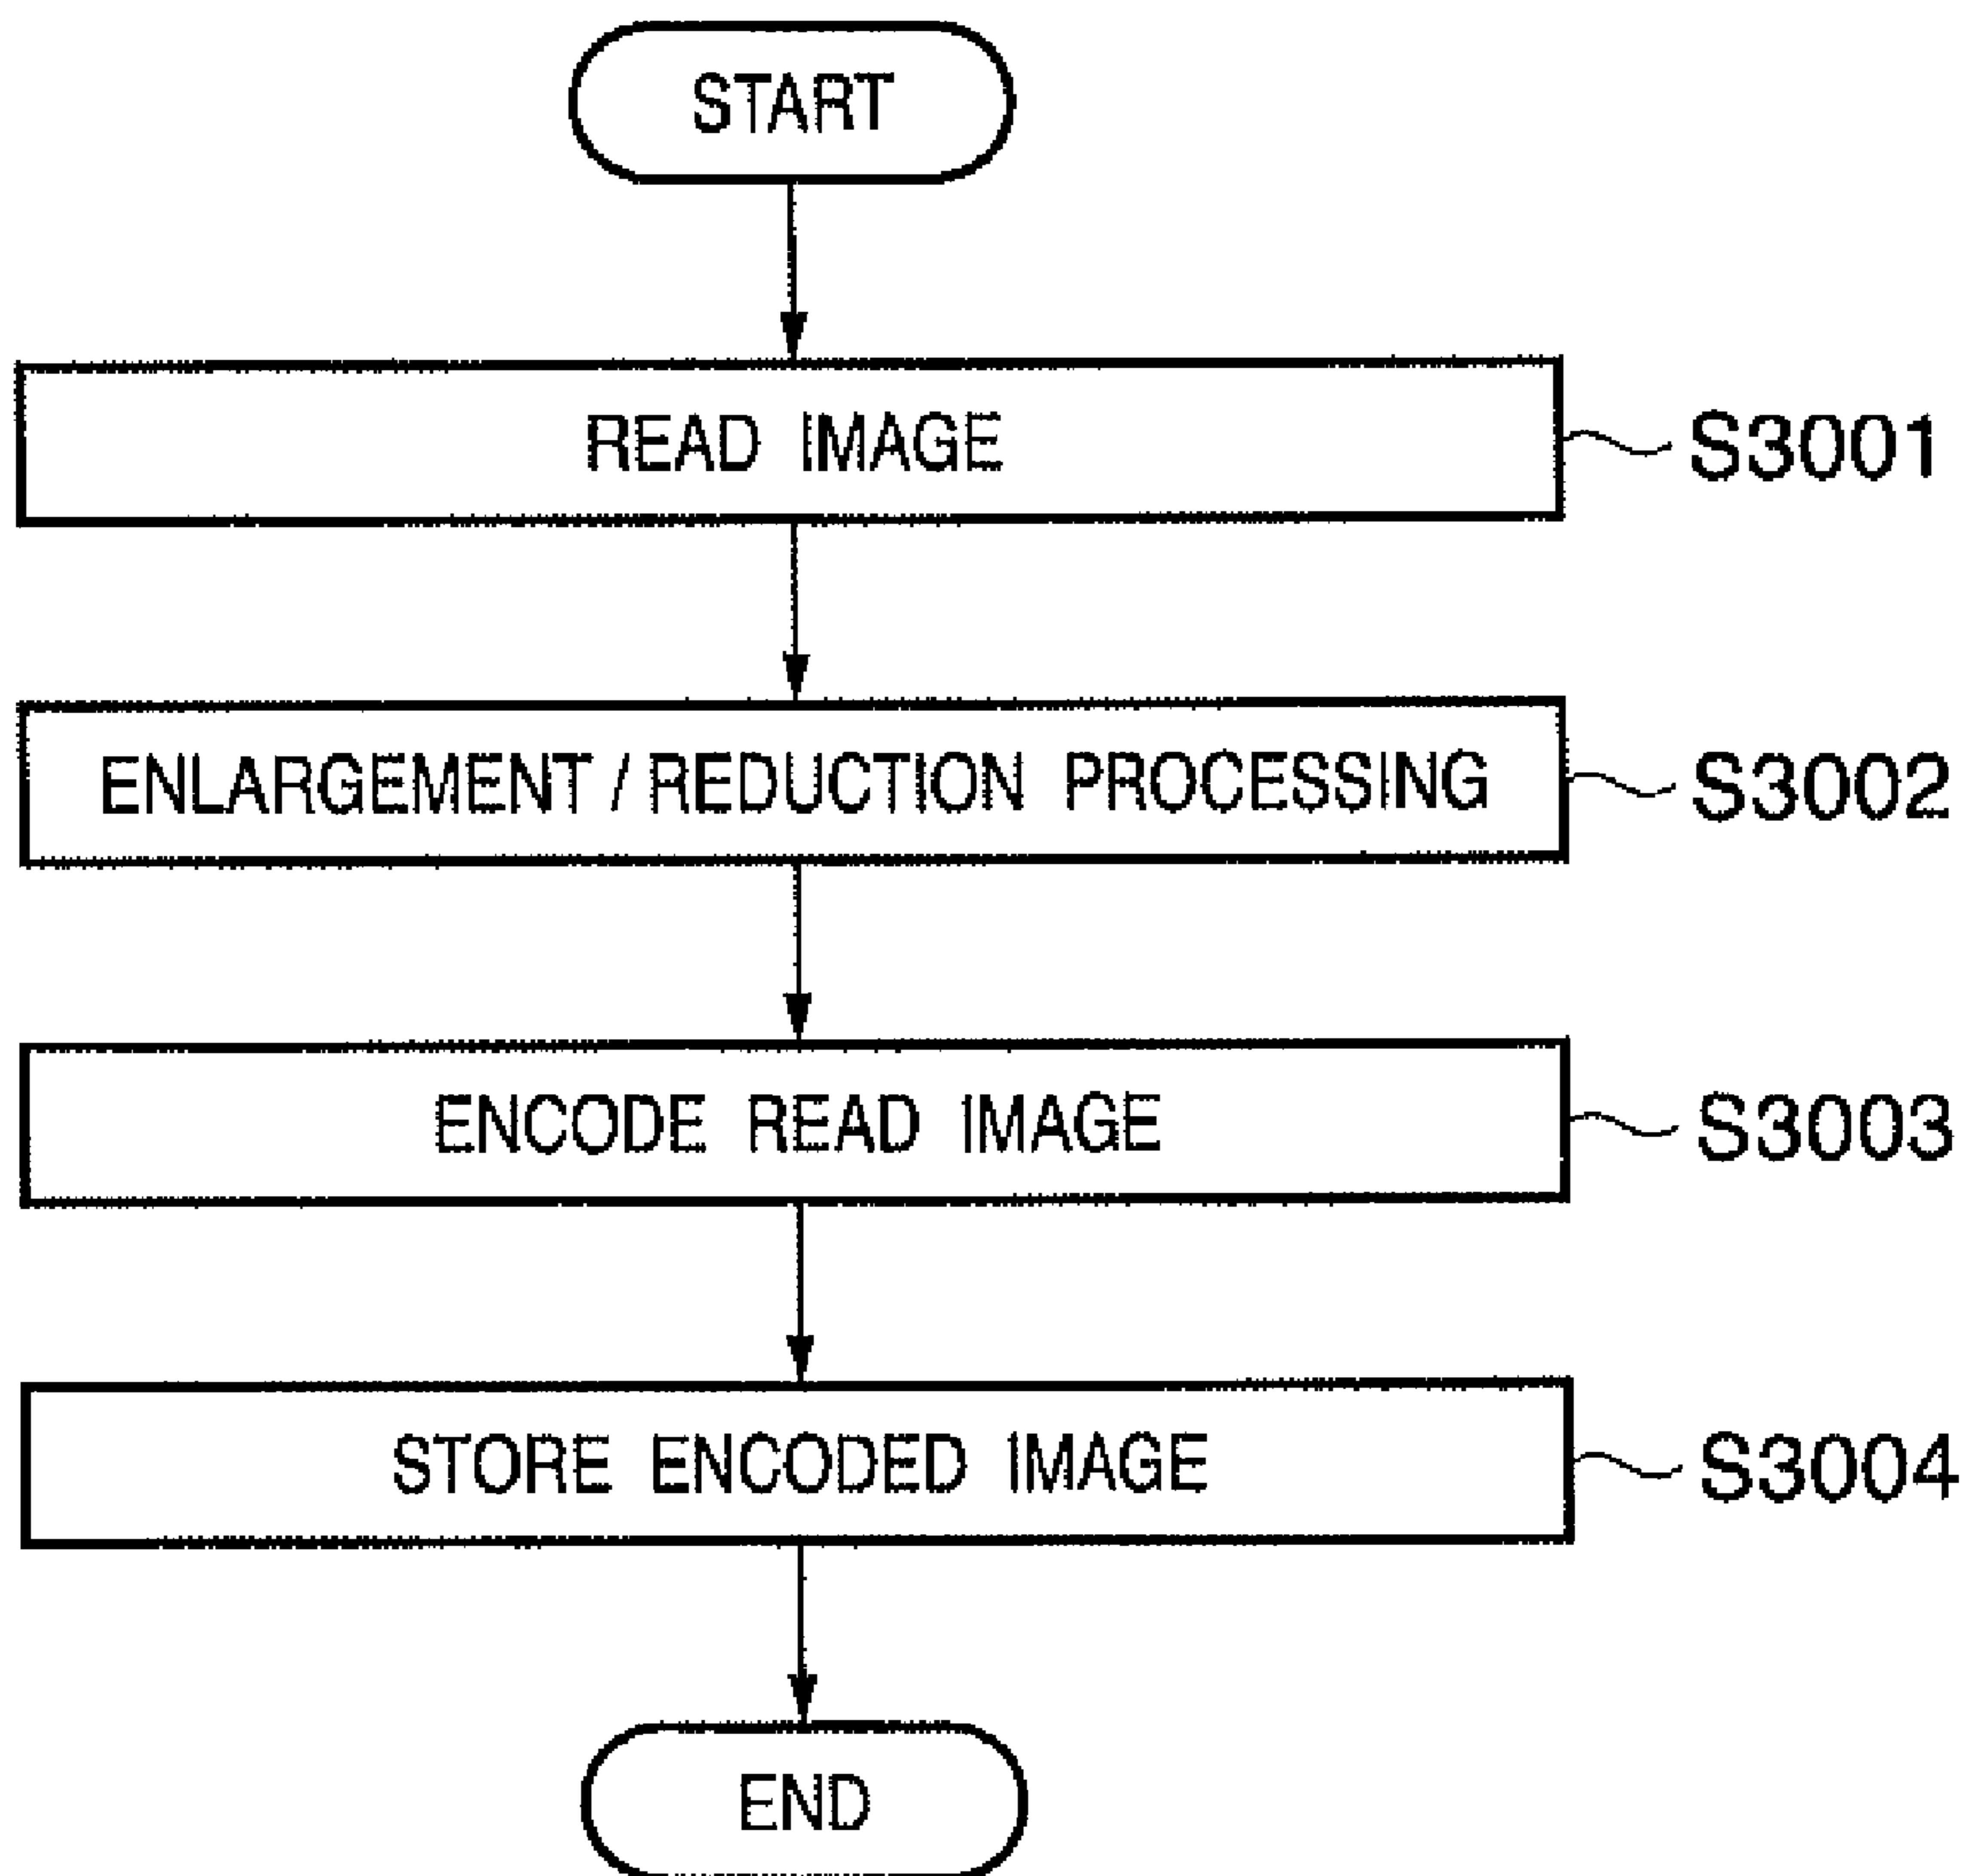 START
READ IMAGE
S3001
ENLARGEMENT/REDUCTION PROCESSING
S3002
ENCODE READ IMAGE
S3003
STORE ENCODED IMAGE
S3004
END